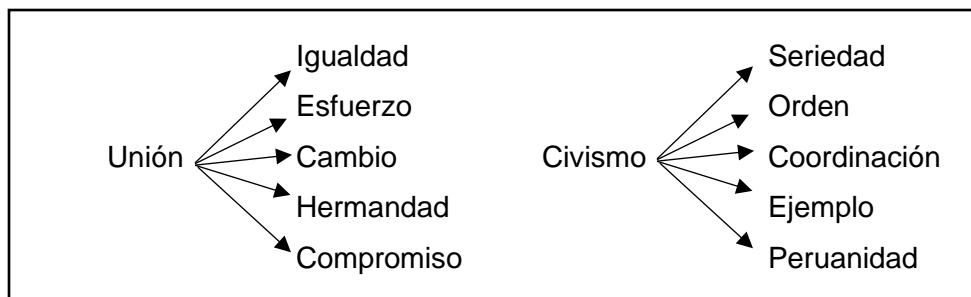 Unión
Igualdad
Esfuerzo
Cambio
Hermandad
Compromiso
Civismo
Seriedad
Orden
Coordinación
Ejemplo
Peruanidad